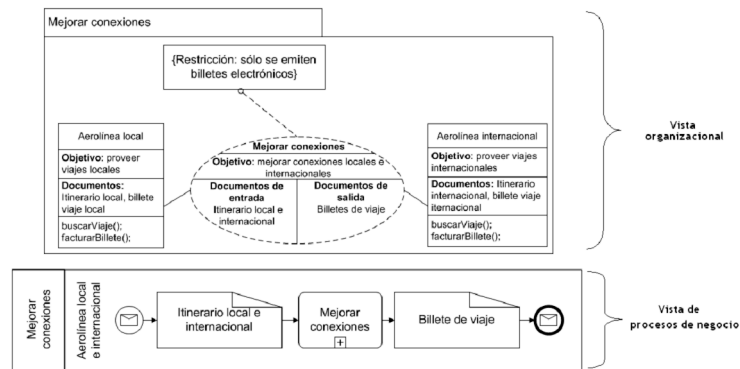 Mejorar conexiones
{Restricción: sólo se emiten
billetes electrónicos}
Aerolínea local
Objetivo: proveer
viajes locales
Documentos:
Itinerario local, billete
viaje local
buscarViaje();
facturarBillete();
Mejorar conexiones
Objetivo: mejorar conexiones locales e
internacionales
Documentos de
entrada
Itinerario local e
internacional
Documentos de
salida
Billetes de viaje
Aerolínea internacional
Objetivo: proveer viajes
internacionales
Documentos: Itinerario
internacional, billete viaje
iternacional
buscarViaje();
facturarBillete();
Vista
organizacional
Mejorar
conexiones
Aerolínea local
e internacional
Itinerario local e
internacional
Mejorar
conexiones
+
Billete de viaje
Vista de
procesos de negocio